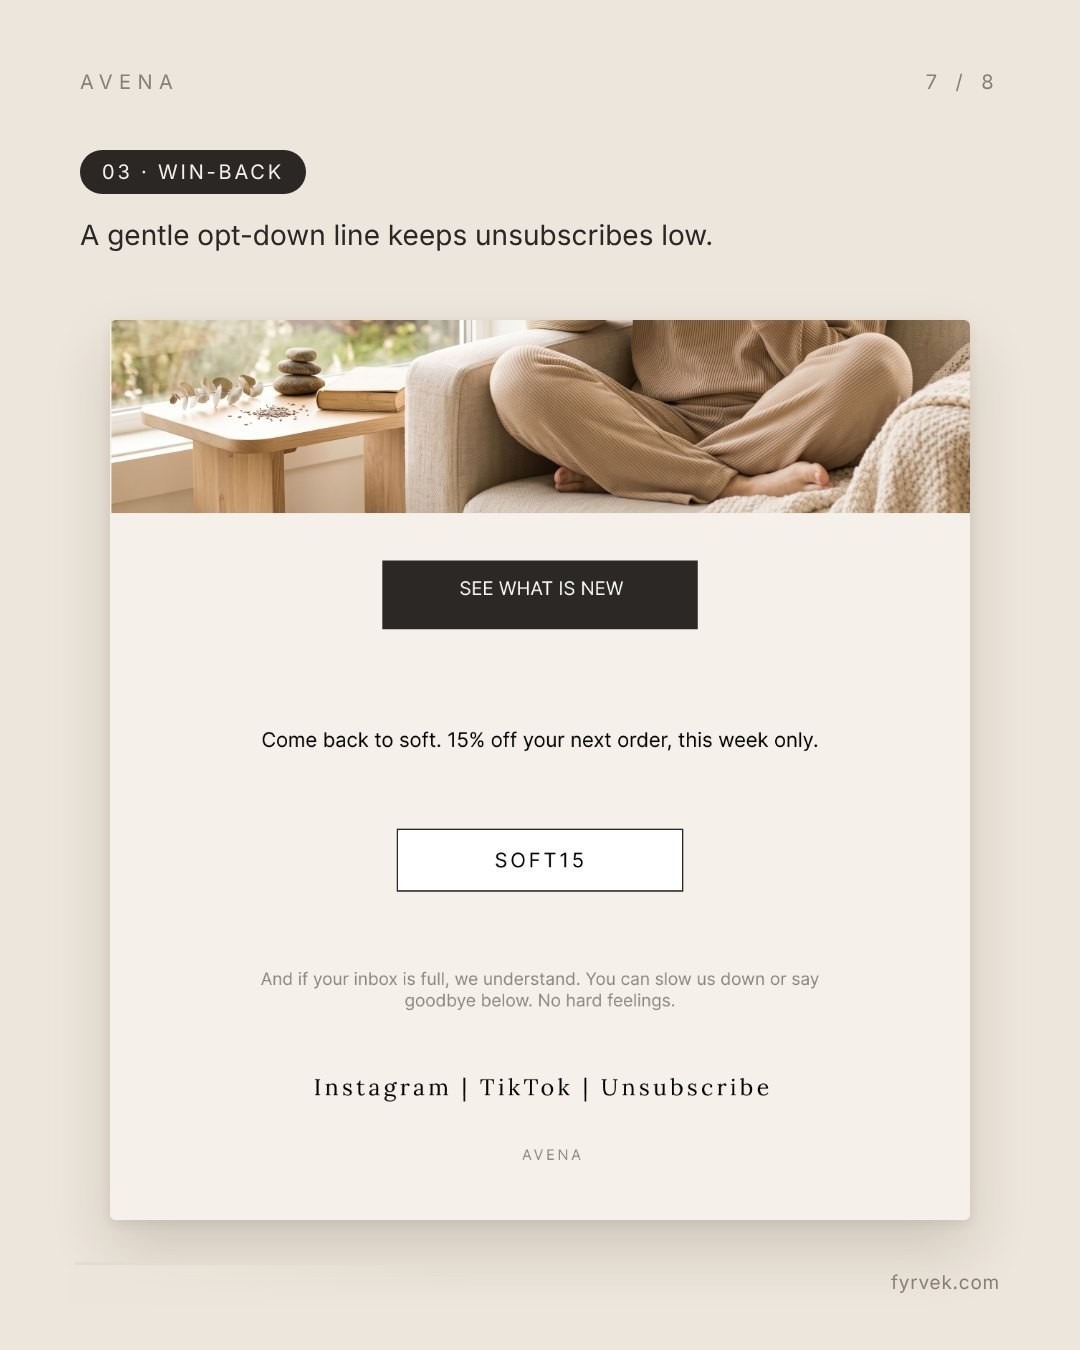 AVENA
7 / 8
03 · WIN-BACK
A gentle opt-down line keeps unsubscribes low.
SEE WHAT IS NEW
Come back to soft. 15% off your next order, this week only.
SOFT15
And if your inbox is full, we understand. You can slow us down or say
goodbye below. No hard feelings.
Instagram | TikTok | Unsubscribe
AVENA
fyrvek.com